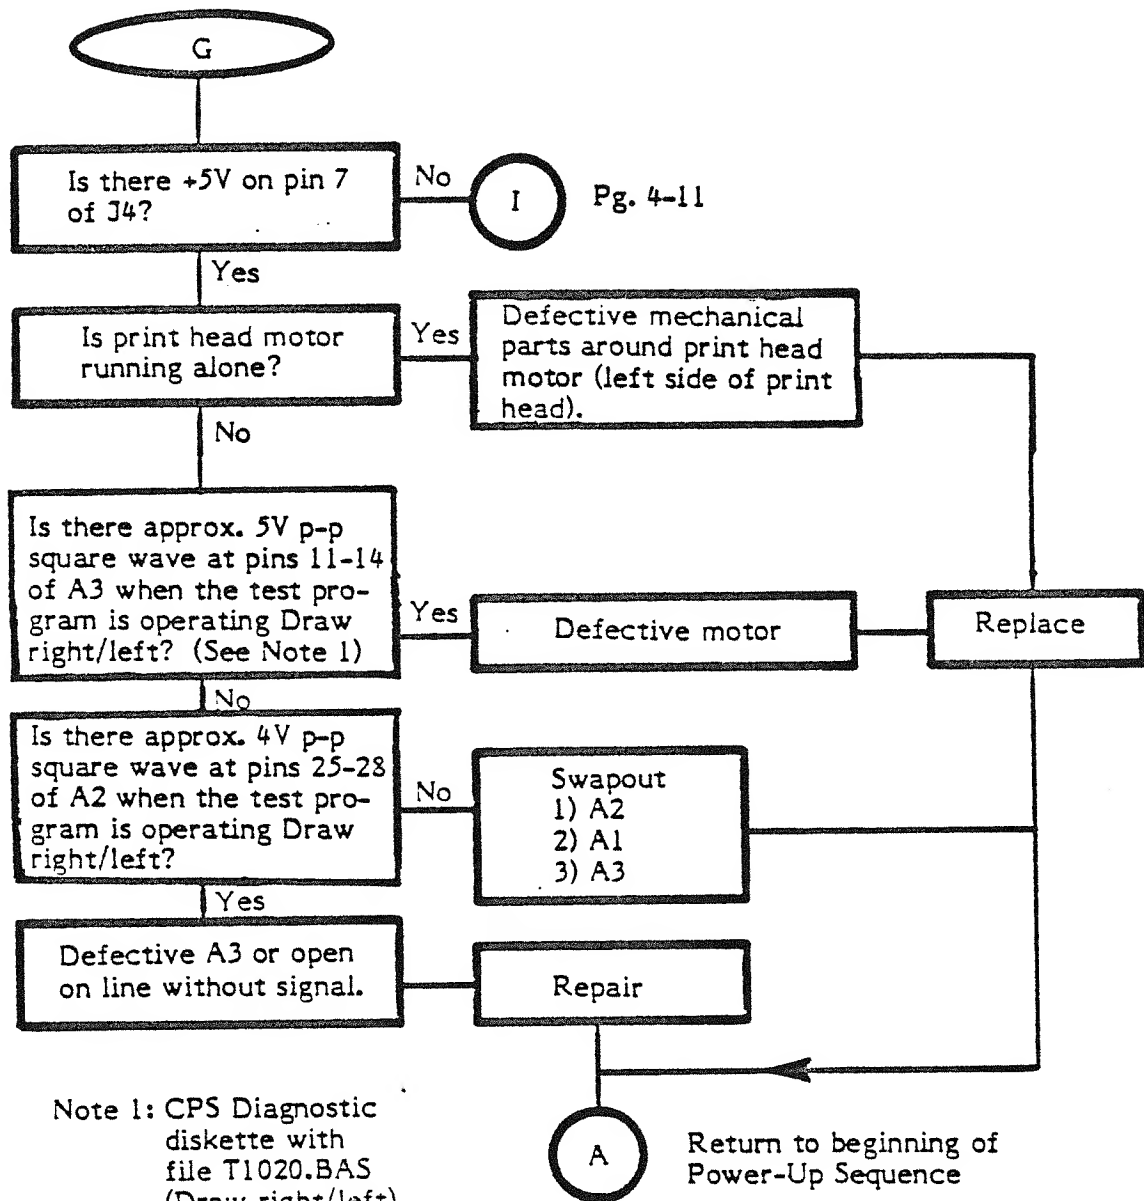 G
Is there +5V on pin 7
of J4?
No
I
Pg. 4-11
Yes
Is print head motor
running alone?
Yes
Defective mechanical
parts around print head
motor (left side of print
head).
No
Is there approx. 5V p-p
square wave at pins 11-14
of A3 when the test pro-
gram is operating Draw
right/left? (See Note 1)
Yes
Defective motor
Replace
No
Is there approx. 4V p-p
square wave at pins 25-28
of A2 when the test pro-
gram is operating Draw
right/left?
No
Swapout
1) A2
2) A1
3) A3
Yes
Defective A3 or open
on line without signal.
Repair
Note 1: CPS Diagnostic
diskette with
file T1020.BAS
(Draw right/left)
A
Return to beginning of
Power-Up Sequence